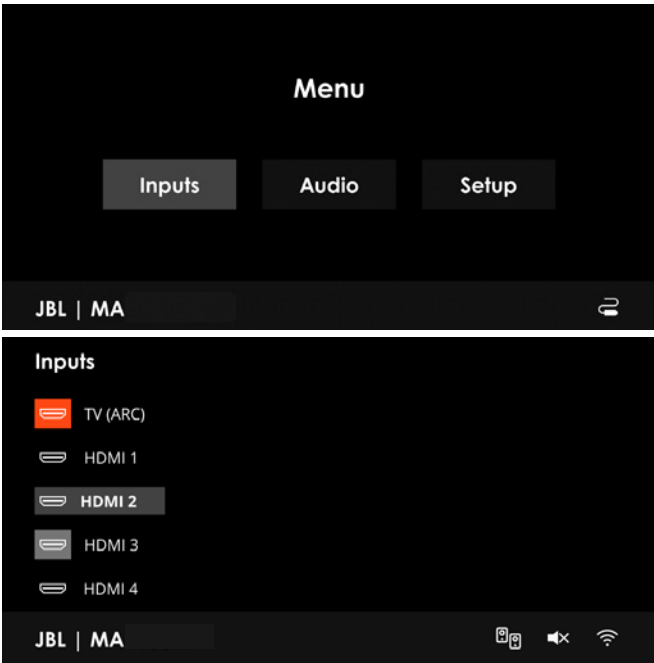 Menu
Inputs Audio Setup
JBL | MA
Inputs
TV (ARC)
HDMI 1
HDMI 2
HDMI 3
HDMI 4
JBL | MA